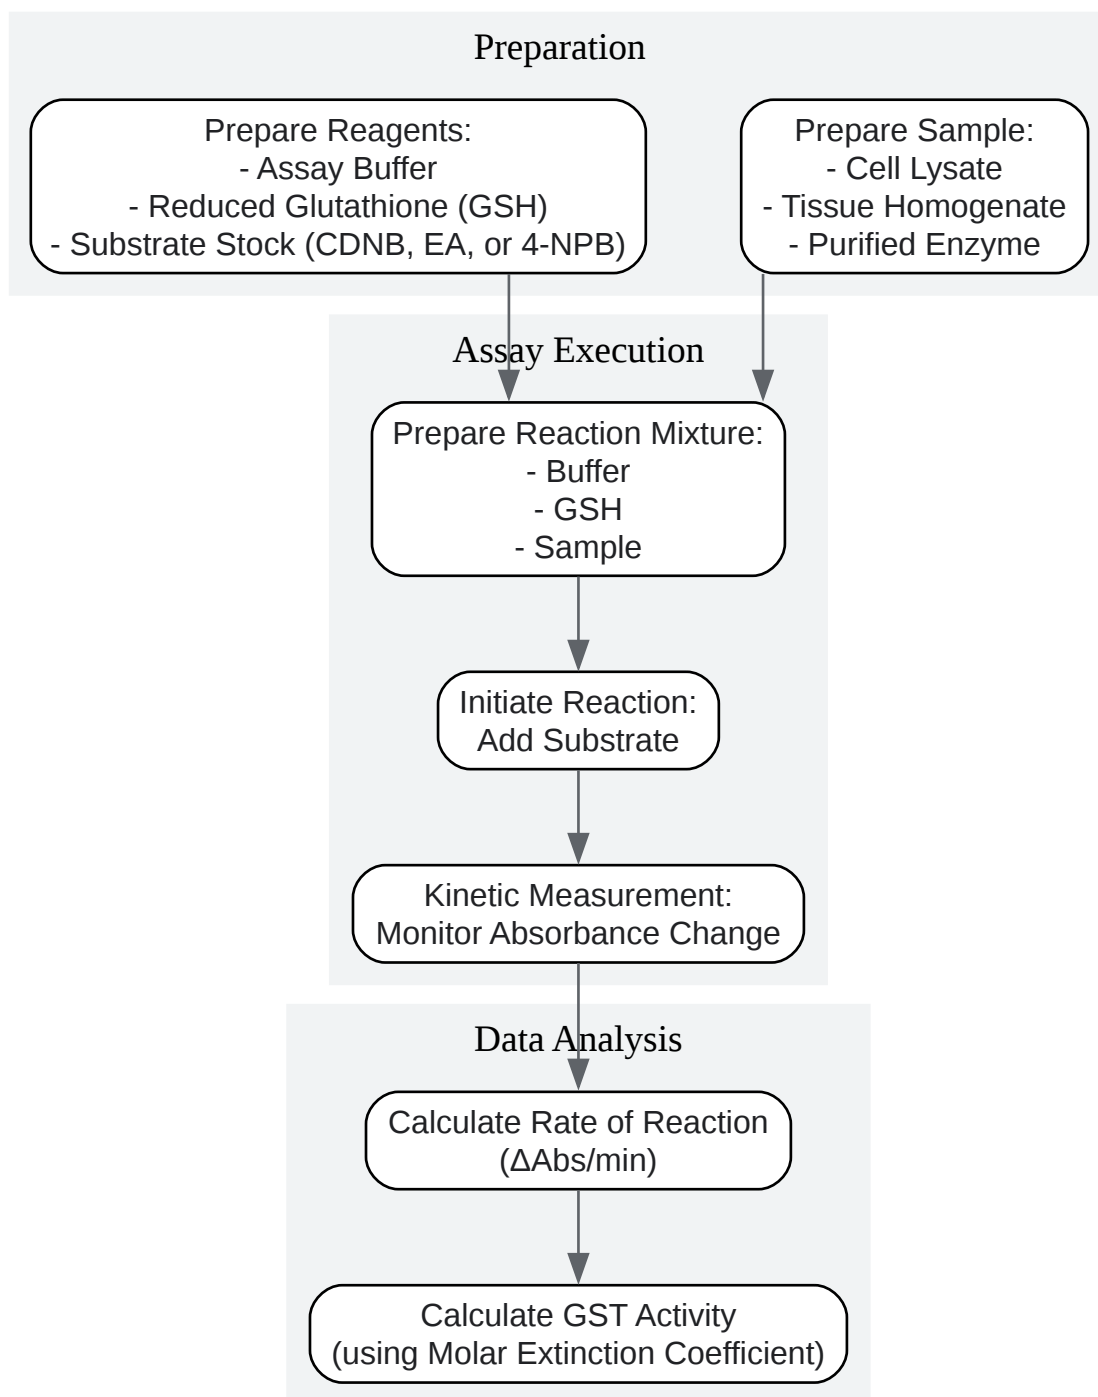 Preparation
Prepare Reagents:
- Assay Buffer
- Reduced Glutathione (GSH)
- Substrate Stock (CDNB, EA, or 4-NPB)
Prepare Sample:
- Cell Lysate
- Tissue Homogenate
- Purified Enzyme
Assay Execution
Prepare Reaction Mixture:
- Buffer
- GSH
- Sample
Initiate Reaction:
Add Substrate
Kinetic Measurement:
Monitor Absorbance Change
Data Analysis
Calculate Rate of Reaction
(ΔAbs/min)
Calculate GST Activity
(using Molar Extinction Coefficient)